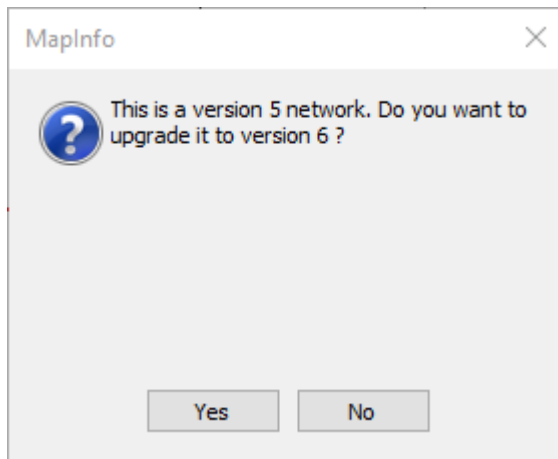 MapInfo
This is a version 5 network. Do you want to
upgrade it to version 6 ?
Yes
No